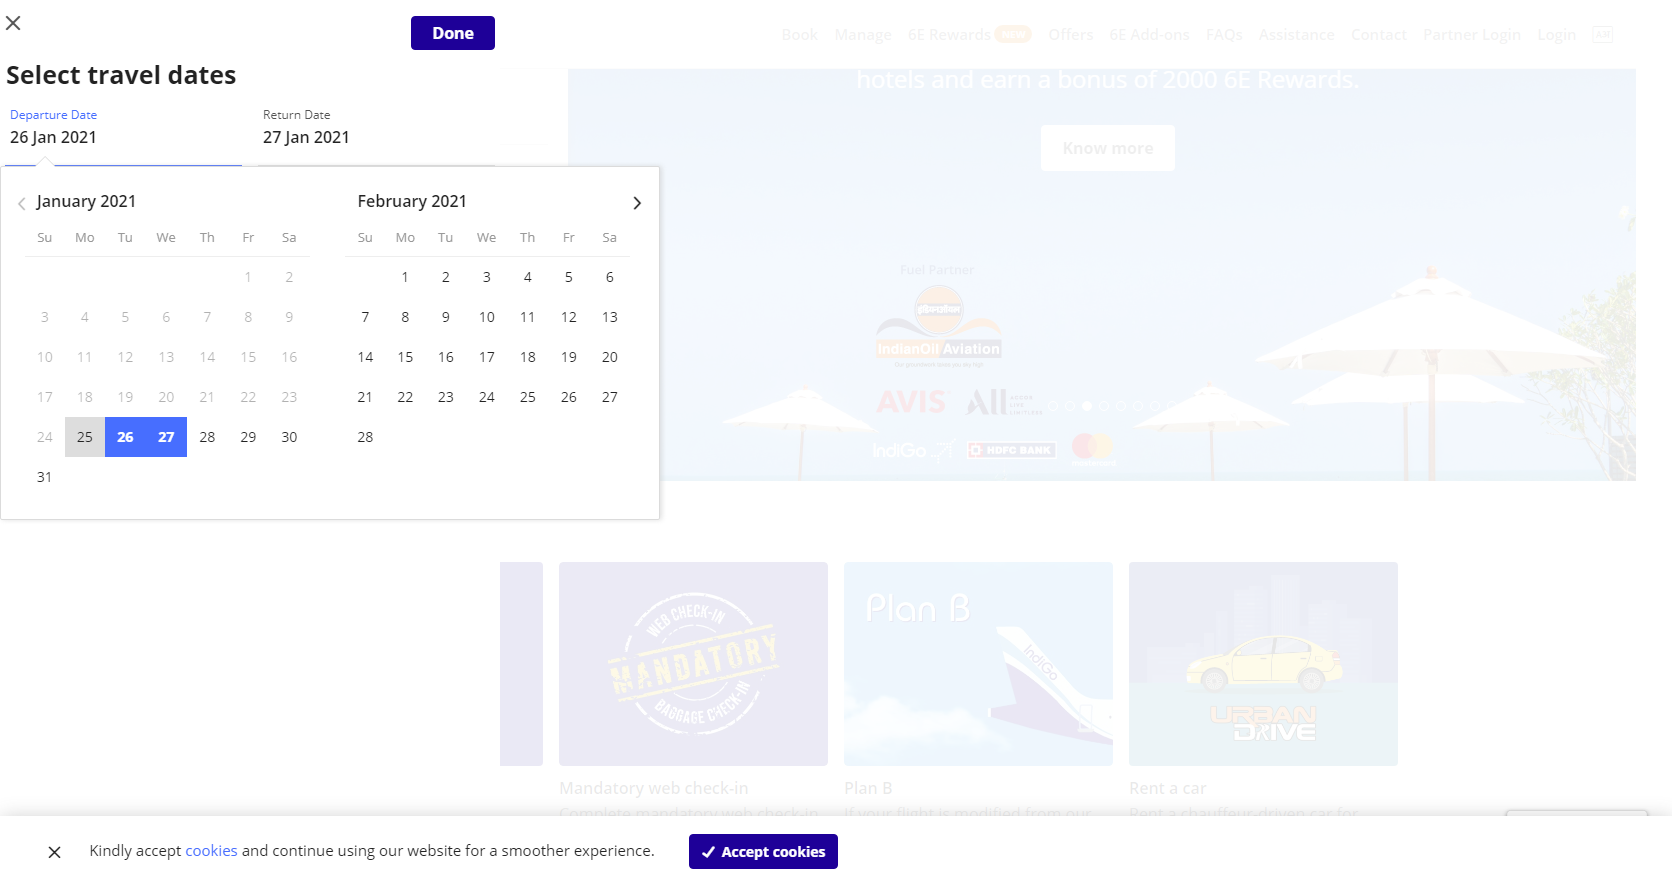 Done
Select travel dates
Departure Date
26 Jan 2021
Return Date
27 Jan 2021
January 2021
Su Mo Tu We Th Fr Sa
1 2
3 4 5 6 7 8 9
10 11 12 13 14 15 16
17 18 19 20 21 22 23
24 25 26 27 28 29 30
31
February 2021
Su Mo Tu We Th Fr Sa
1 2 3 4 5 6
7 8 9 10 11 12 13
14 15 16 17 18 19 20
21 22 23 24 25 26 27
28
Book Manage 6E Rewards NEW Offers 6E Add-ons FAQs Assistance Contact Partner Login Login
hotels and earn a bonus of 2000 6E Rewards.
Know more
Fuel Partner
IndianOil Aviation
AVIS ALL ACCOR LIVE LIMITLESS
IndiGo HDFC BANK mastercard
WEB CHECK-IN
MANDATORY
BAGGAGE CHECK-IN
Plan B
IndiGo
URBAN
DRIVE
Mandatory web check-in
Complete mandatory web check-in
Plan B
If your flight is modified from our
Rent a car
Rent a chauffeur-driven car for
Kindly accept cookies and continue using our website for a smoother experience.
Accept cookies